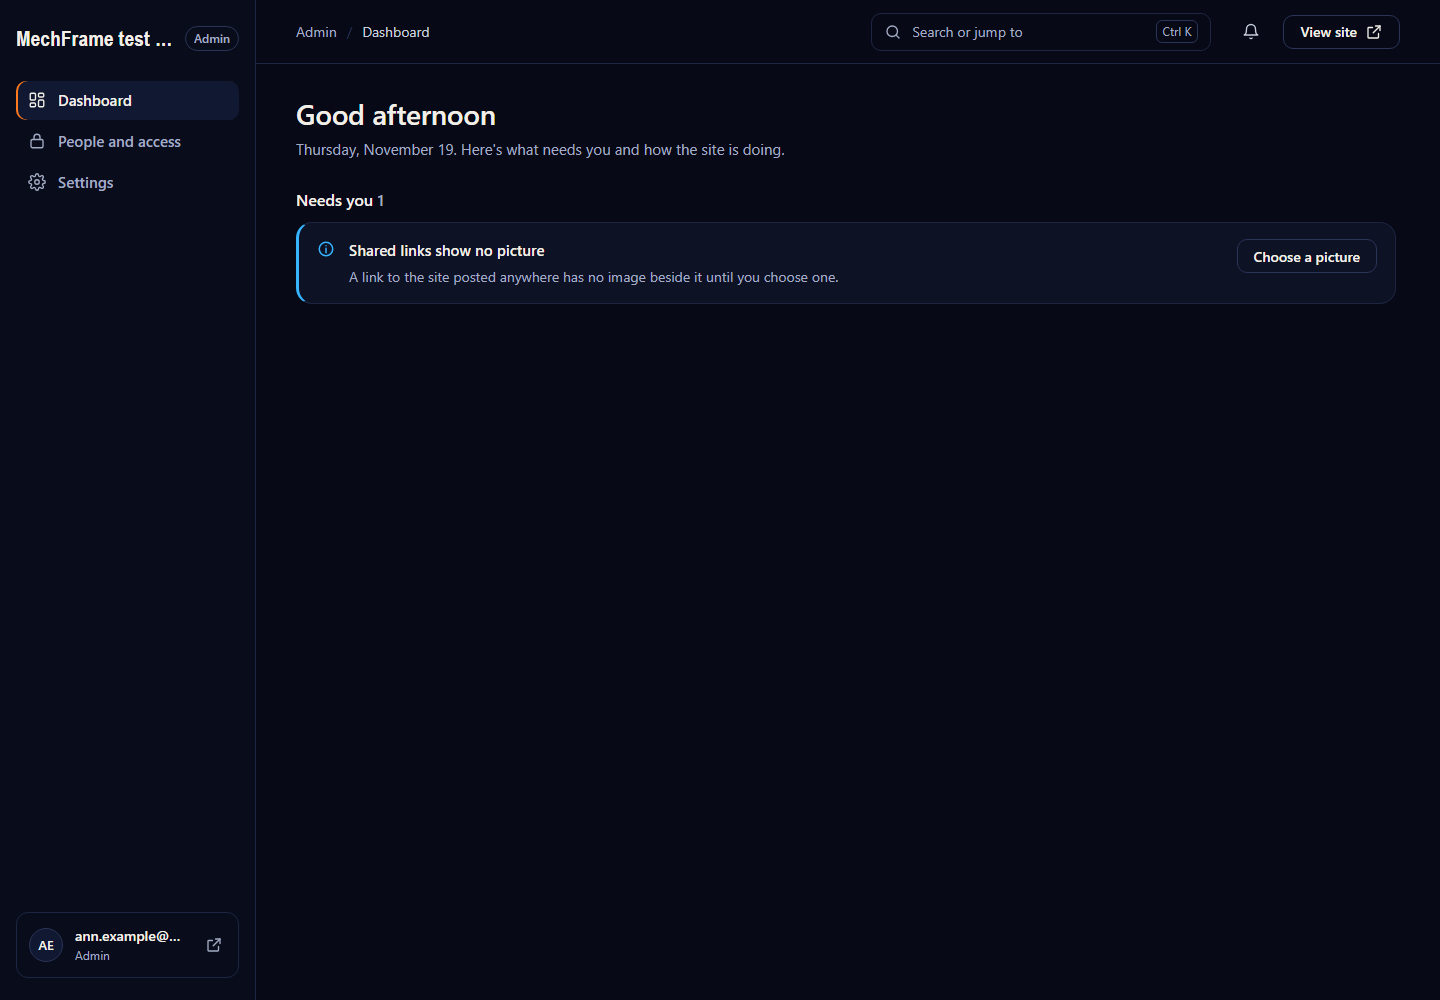 MechFrame test ...
Admin
Dashboard
People and access
Settings
Admin / Dashboard
Search or jump to
Ctrl K
View site
Good afternoon
Thursday, November 19. Here's what needs you and how the site is doing.
Needs you 1
Shared links show no picture
A link to the site posted anywhere has no image beside it until you choose one.
Choose a picture
AE
ann.example@...
Admin